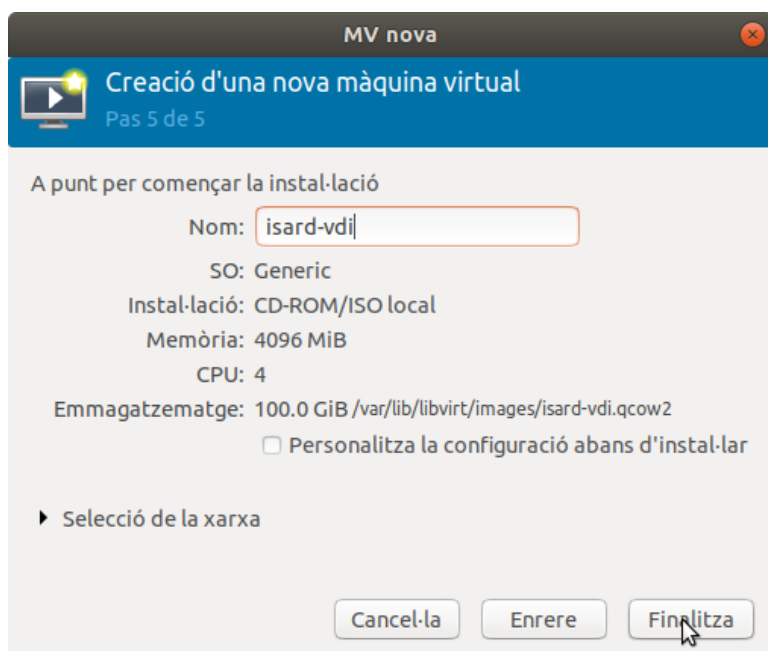 MV nova
Creació d'una nova màquina virtual
Pas 5 de 5
A punt per començar la instal·lació
Nom: isard-vdi
SO: Generic
Instal·lació: CD-ROM/ISO local
Memòria: 4096 MiB
CPU: 4
Emmagatzematge: 100.0 GiB /var/lib/libvirt/images/isard-vdi.qcow2
Personalitza la configuració abans d'instal·lar
Selecció de la xarxa
Cancel·la Enrere Finalitza